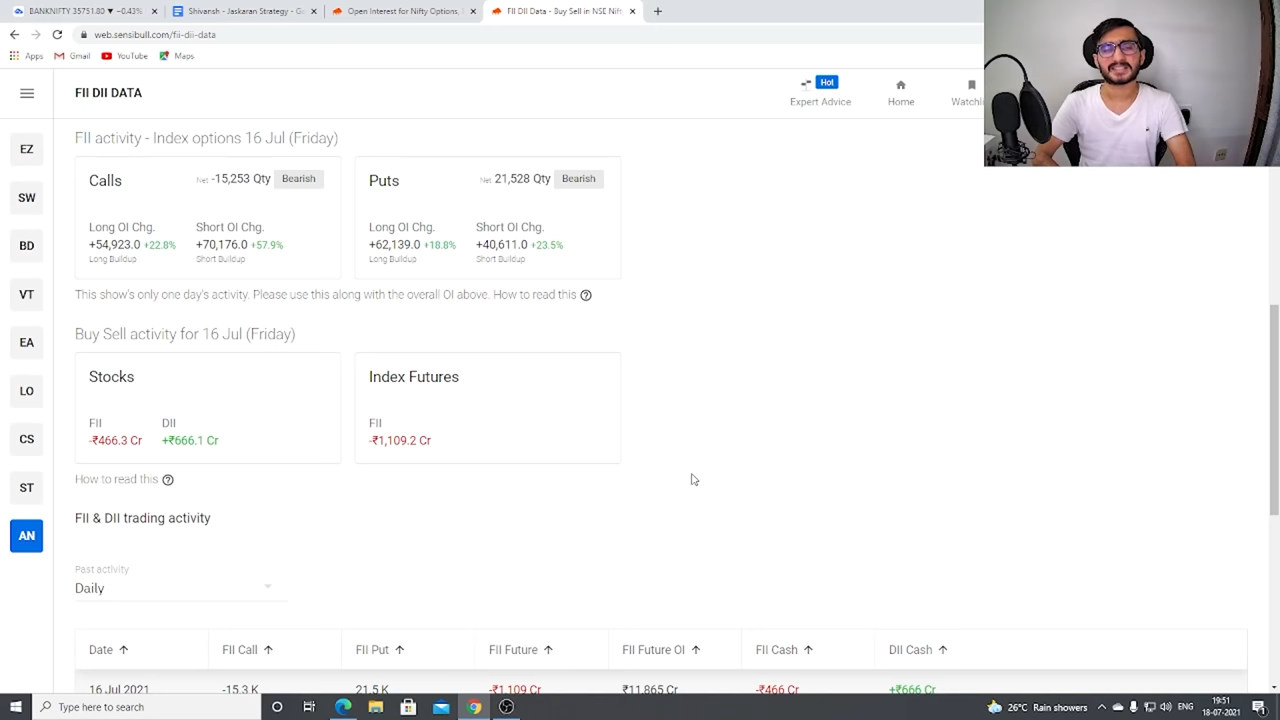 BANKNIFTY 35751.80 ▼ −0.43%
Shivansh - Jaskaran Strategy - Go
Open Interest for Nifty Options, S
FII DII Data - Buy Sell in NSE Nift
web.sensibull.com/fii-dii-data
Apps Gmail YouTube Maps
FII DII DATA
Hot
Expert Advice Home Watchli
EZ
SW
BD
VT
EA
LO
CS
ST
AN
FII activity - Index options 16 Jul (Friday)
Calls Net -15,253 Qty Bearish
Long OI Chg. Short OI Chg.
+54,923.0 +22.8% +70,176.0 +57.9%
Long Buildup Short Buildup
Puts Net 21,528 Qty Bearish
Long OI Chg. Short OI Chg.
+62,139.0 +18.8% +40,611.0 +23.5%
Long Buildup Short Buildup
This show's only one day's activity. Please use this along with the overall OI above. How to read this
Buy Sell activity for 16 Jul (Friday)
Stocks
FII DII
-₹466.3 Cr +₹666.1 Cr
Index Futures
FII
-₹1,109.2 Cr
How to read this
FII & DII trading activity
Past activity
Daily
Date FII Call FII Put FII Future FII Future OI FII Cash DII Cash
16 Jul 2021 -15.3 K 21.5 K -₹1,109 Cr ₹11,865 Cr -₹466 Cr +₹666 Cr
Type here to search
26°C Rain showers
ENG
19:51
18-07-2021
1